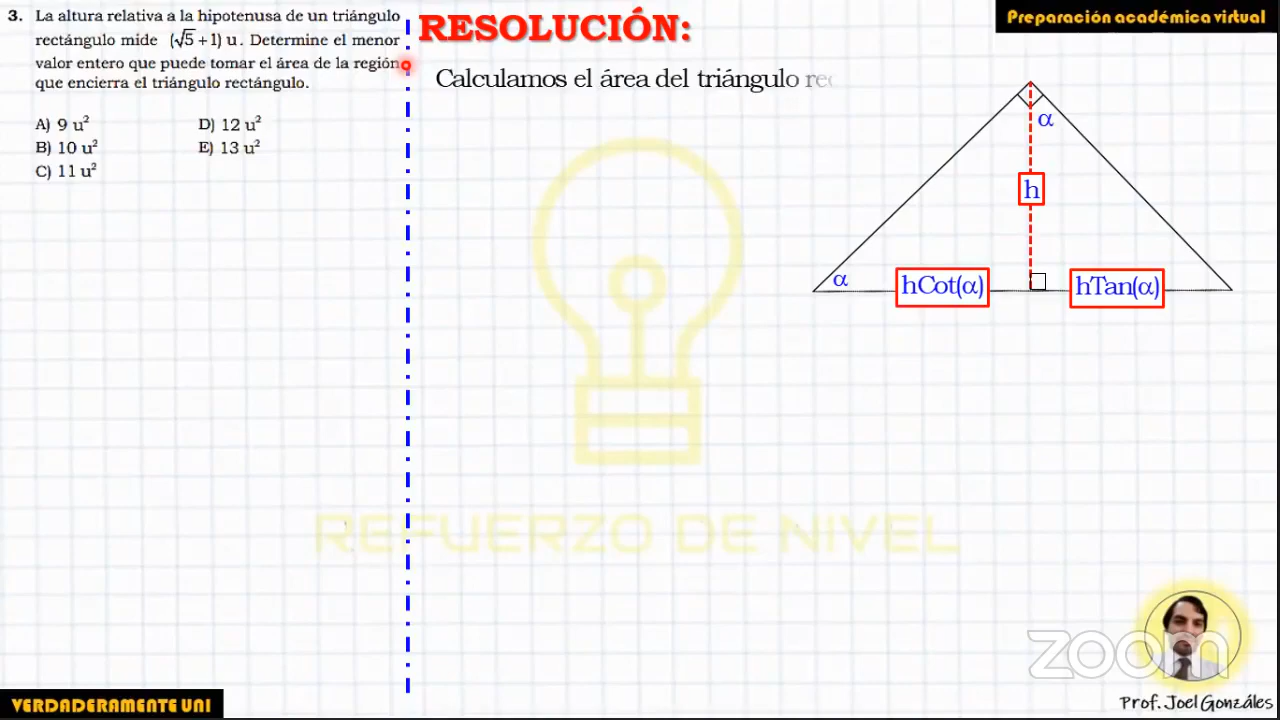 3. La altura relativa a la hipotenusa de un triángulo
rectángulo mide (√5 + 1) u. Determine el menor
valor entero que puede tomar el área de la región
que encierra el triángulo rectángulo.
A) 9 u²
B) 10 u²
C) 11 u²
D) 12 u²
E) 13 u²
RESOLUCIÓN:
Preparación académica virtual
Calculamos el área del triángulo re
α
h
α
hCot(α)
hTan(α)
REFUERZO DE NIVEL
zoom
Prof. Joel Gonzáles
VERDADERAMENTE UNI